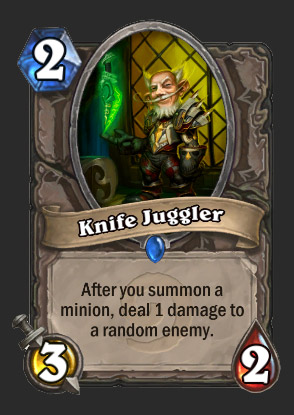 2
Knife Juggler
After you summon a
minion, deal 1 damage to
a random enemy.
3
2